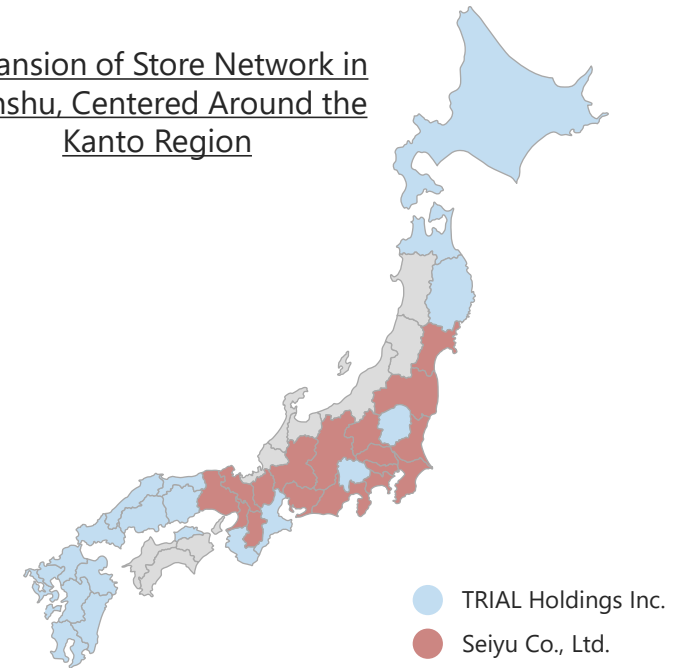 ansion of Store Network in
nshu, Centered Around the
Kanto Region
TRIAL Holdings Inc.
Seiyu Co., Ltd.